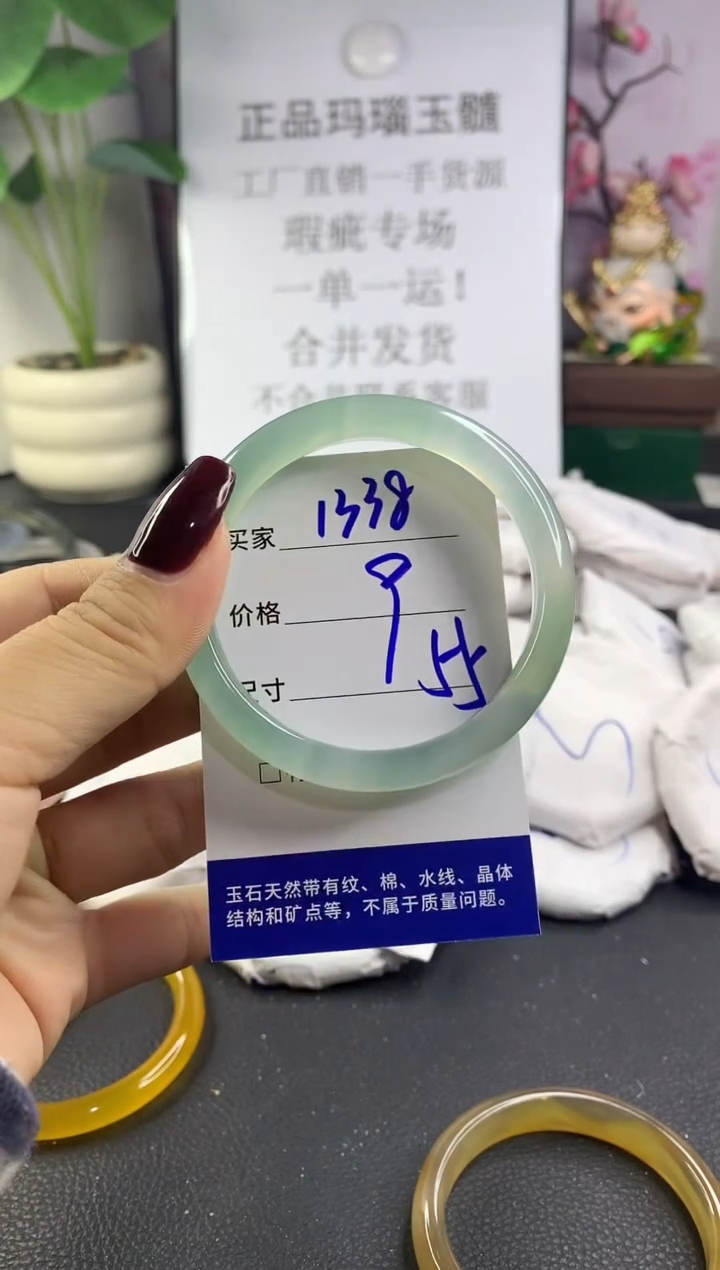 正品玛瑙玉髓
工厂直销一手货源
瑕疵专场
一单一运！
合并发货
买家 1338
价格 9
尺寸 55
玉石天然带有纹、棉、水线、晶体
结构和矿点等，不属于质量问题。